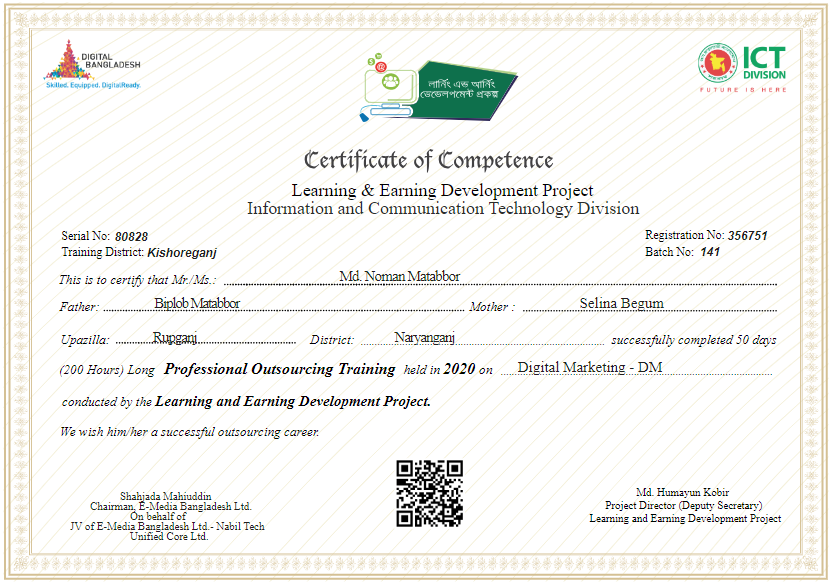 DIGITAL
BANGLADESH
Skilled. Equipped. DigitalReady.
লার্নিং এন্ড আর্নিং
ডেভেলপমেন্ট প্রকল্প
ICT
DIVISION
FUTURE IS HERE
Certificate of Competence
Learning & Earning Development Project
Information and Communication Technology Division
Serial No: 80828
Registration No: 356751
Training District: Kishoreganj
Batch No: 141
This is to certify that Mr./Ms.: Md. Noman Matabbor
Father: Biplob Matabbor Mother : Selina Begum
Upazilla: Rupganj District: Naryanganj successfully completed 50 days
(200 Hours) Long Professional Outsourcing Training held in 2020 on Digital Marketing - DM
conducted by the Learning and Earning Development Project.
We wish him/her a successful outsourcing career.
Shahjada Mahiuddin
Chairman, E-Media Bangladesh Ltd.
On behalf of
JV of E-Media Bangladesh Ltd.- Nabil Tech
Unified Core Ltd.
Md. Humayun Kobir
Project Director (Deputy Secretary)
Learning and Earning Development Project